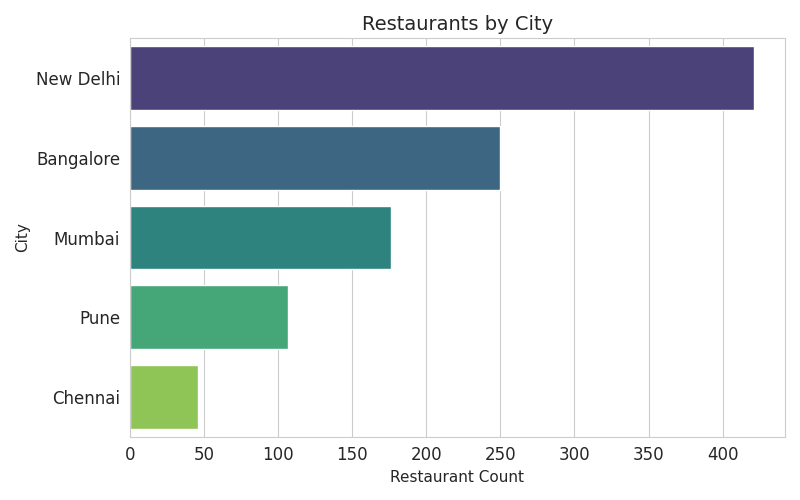 Restaurants by City
New Delhi
Bangalore
Mumbai
Pune
Chennai
City
0 50 100 150 200 250 300 350 400
Restaurant Count